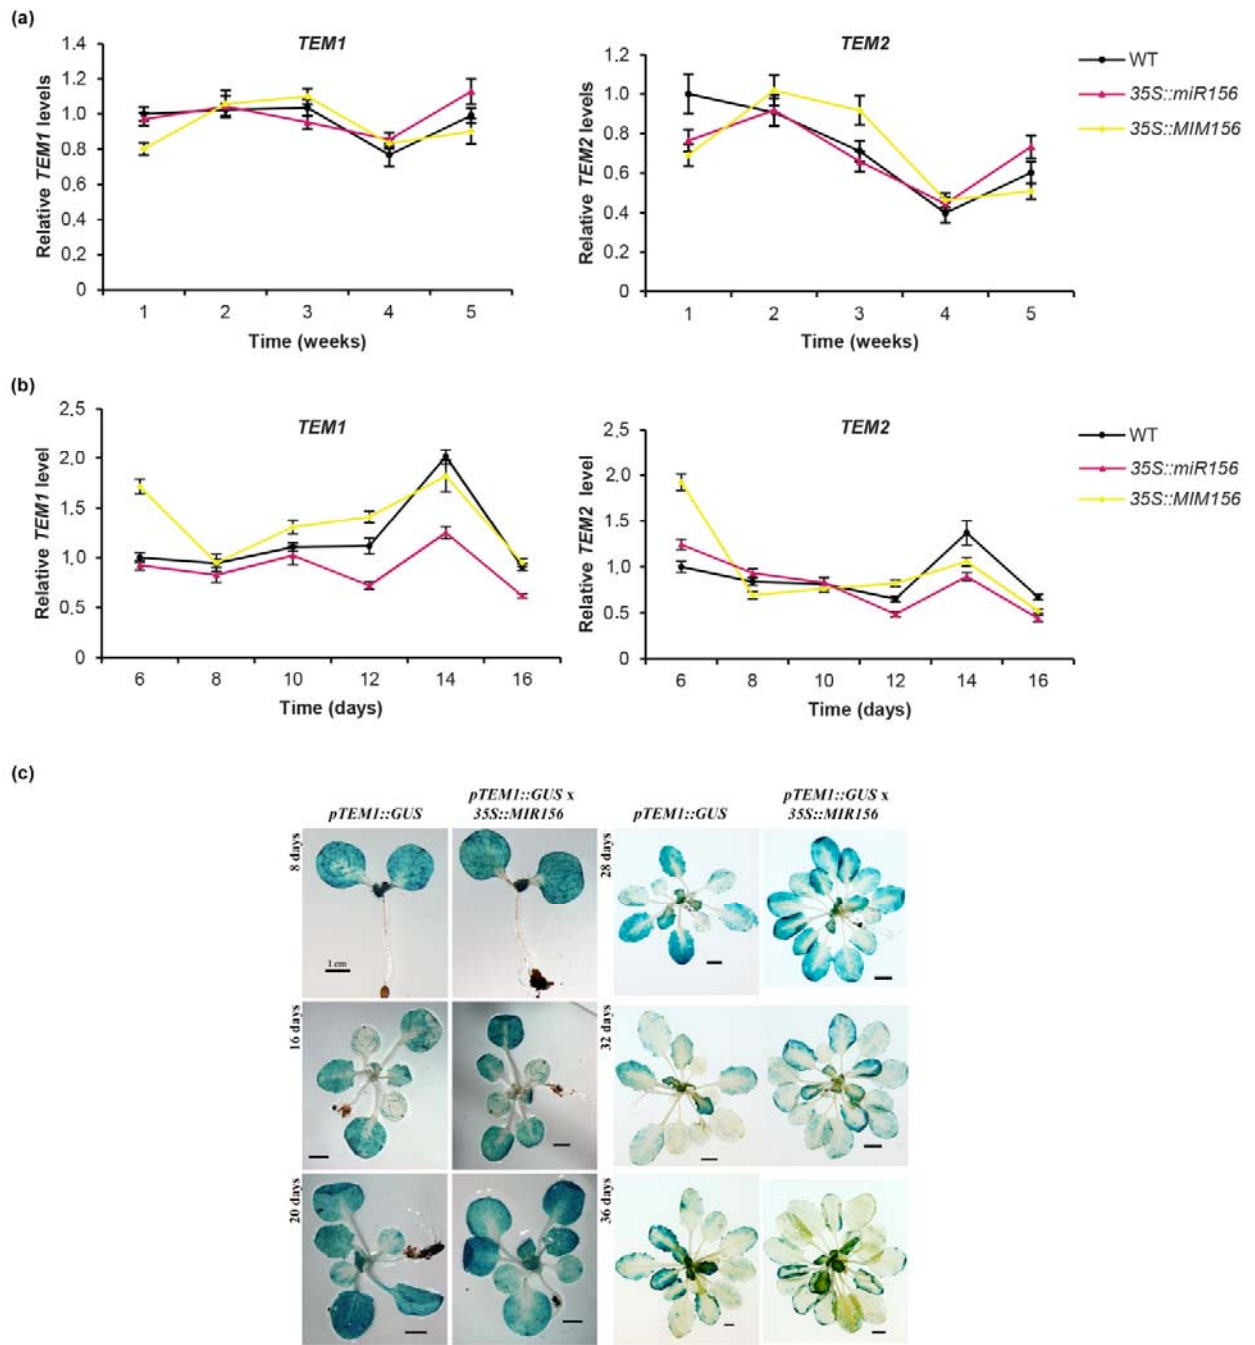 (a)
TEM1
1.4
1.2
1.0
0.8
0.6
0.4
0.2
0
Relative TEM1 levels
1 2 3 4 5
Time (weeks)
TEM2
1.2
1.0
0.8
0.6
0.4
0.2
0
Relative TEM2 levels
1 2 3 4 5
Time (weeks)
WT
35S::miR156
35S::MIM156
(b)
TEM1
2,5
2,0
1.5
1.0
0.5
0
Relative TEM1 level
6 8 10 12 14 16
Time (days)
TEM2
2,5
2.0
1.5
1.0
0.5
0
Relative TEM2 level
6 8 10 12 14 16
Time (days)
WT
35S::miR156
35S::MIM156
(c)
pTEM1::GUS
pTEM1::GUS x
35S::MIR156
pTEM1::GUS
pTEM1::GUS x
35S::MIR156
8 days
1 cm
28 days
16 days
32 days
20 days
36 days